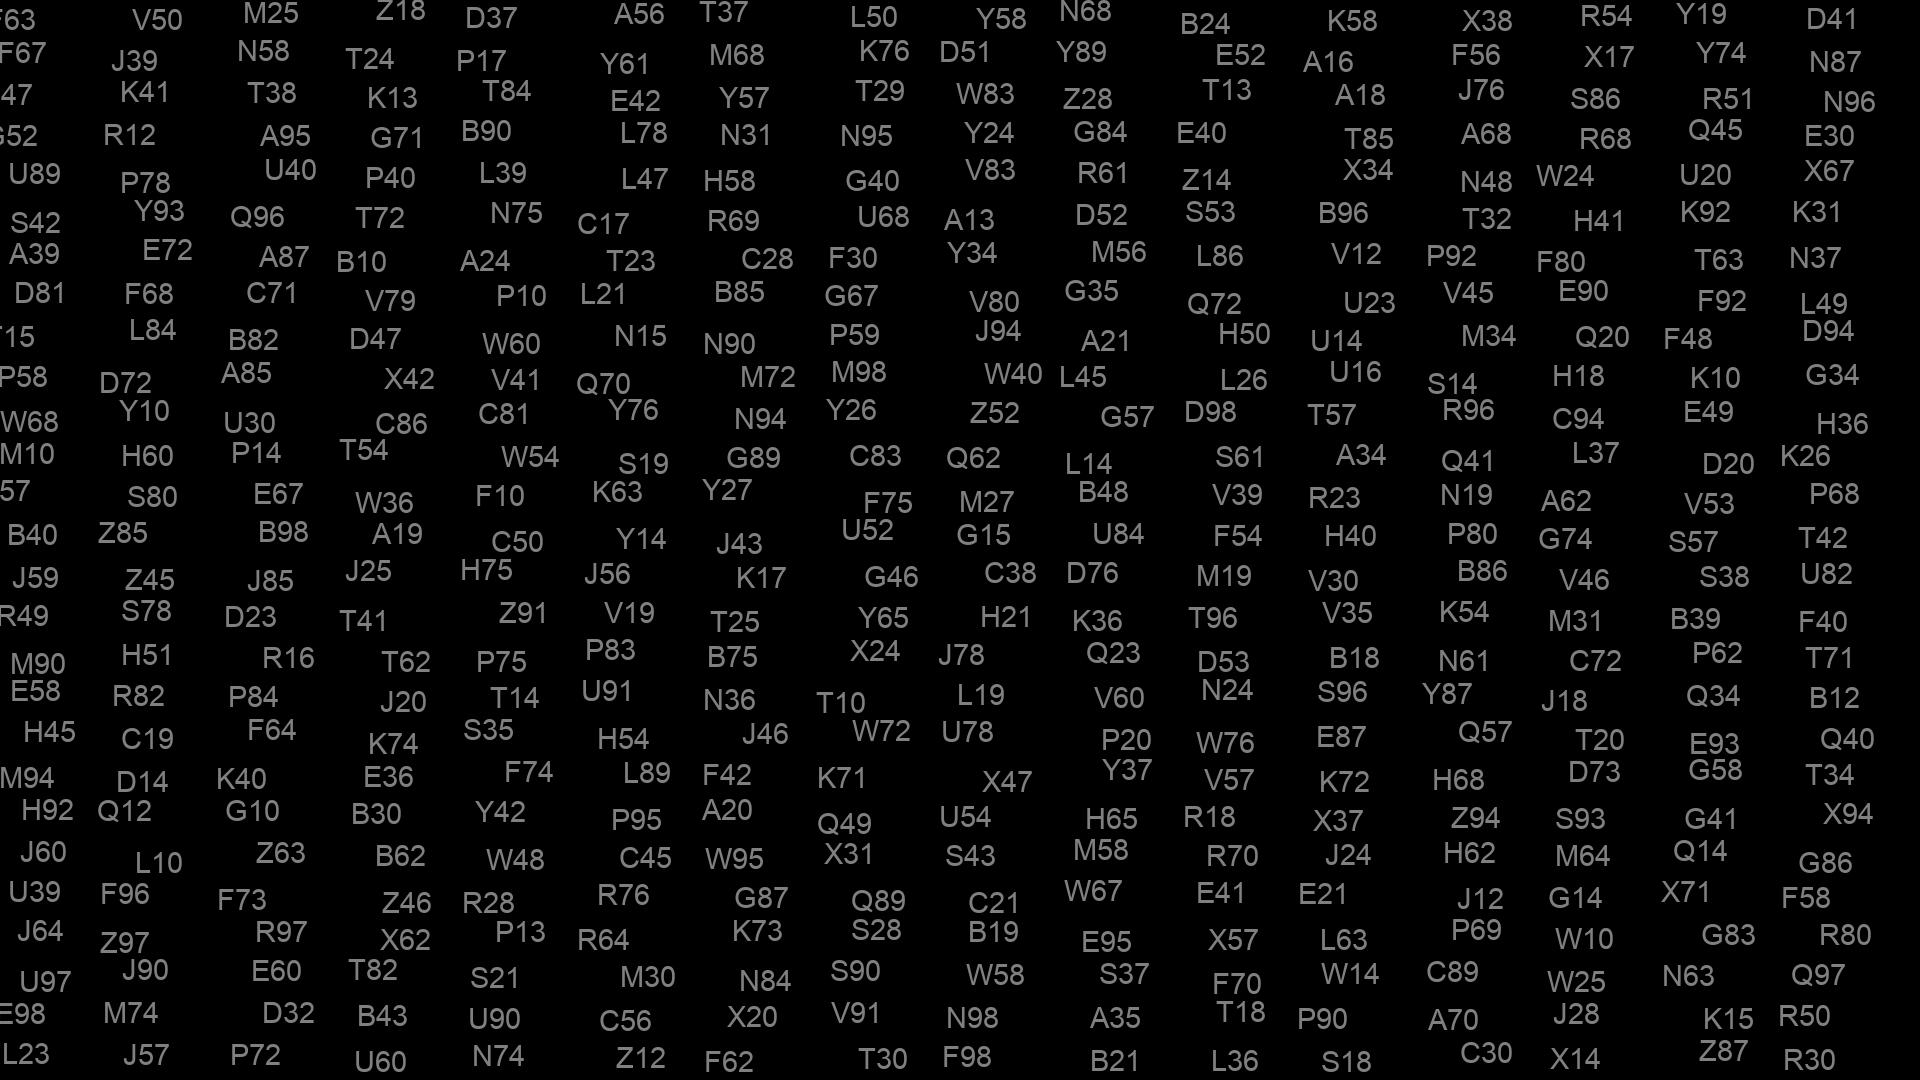 F63 V50 M25 Z18 D37 A56 T37 L50 Y58 N68 B24 K58 X38 R54 Y19 D41
F67 J39 N58 T24 P17 Y61 M68 K76 D51 Y89 E52 A16 F56 X17 Y74 N87
47 K41 T38 K13 T84 E42 Y57 T29 W83 Z28 T13 A18 J76 S86 R51 N96
G52 R12 A95 G71 B90 L78 N31 N95 Y24 G84 E40 T85 A68 R68 Q45 E30
U89 P78 U40 P40 L39 L47 H58 G40 V83 R61 Z14 X34 N48 W24 U20 X67
S42 Y93 Q96 T72 N75 C17 R69 U68 A13 D52 S53 B96 T32 H41 K92 K31
A39 E72 A87 B10 A24 T23 C28 F30 Y34 M56 L86 V12 P92 F80 T63 N37
D81 F68 C71 V79 P10 L21 B85 G67 V80 G35 Q72 U23 V45 E90 F92 L49
15 L84 B82 D47 W60 N15 N90 P59 J94 A21 H50 U14 M34 Q20 F48 D94
P58 D72 A85 X42 V41 Q70 M72 M98 W40 L45 L26 U16 S14 H18 K10 G34
W68 Y10 U30 C86 C81 Y76 N94 Y26 Z52 G57 D98 T57 R96 C94 E49 H36
M10 H60 P14 T54 W54 S19 G89 C83 Q62 L14 S61 A34 Q41 L37 D20 K26
57 S80 E67 W36 F10 K63 Y27 F75 M27 B48 V39 R23 N19 A62 V53 P68
B40 Z85 B98 A19 C50 Y14 J43 U52 G15 U84 F54 H40 P80 G74 S57 T42
J59 Z45 J85 J25 H75 J56 K17 G46 C38 D76 M19 V30 B86 V46 S38 U82
R49 S78 D23 T41 Z91 V19 T25 Y65 H21 K36 T96 V35 K54 M31 B39 F40
M90 H51 R16 T62 P75 P83 B75 X24 J78 Q23 D53 B18 N61 C72 P62 T71
E58 R82 P84 J20 T14 U91 N36 T10 L19 V60 N24 S96 Y87 J18 Q34 B12
H45 C19 F64 K74 S35 H54 J46 W72 U78 P20 W76 E87 Q57 T20 E93 Q40
M94 D14 K40 E36 F74 L89 F42 K71 X47 Y37 V57 K72 H68 D73 G58 T34
H92 Q12 G10 B30 Y42 P95 A20 Q49 U54 H65 R18 X37 Z94 S93 G41 X94
J60 L10 Z63 B62 W48 C45 W95 X31 S43 M58 R70 J24 H62 M64 Q14 G86
U39 F96 F73 Z46 R28 R76 G87 Q89 C21 W67 E41 E21 J12 G14 X71 F58
J64 Z97 R97 X62 P13 R64 K73 S28 B19 E95 X57 L63 P69 W10 G83 R80
U97 J90 E60 T82 S21 M30 N84 S90 W58 S37 F70 W14 C89 W25 N63 Q97
E98 M74 D32 B43 U90 C56 X20 V91 N98 A35 T18 P90 A70 J28 K15 R50
L23 J57 P72 U60 N74 Z12 F62 T30 F98 B21 L36 S18 C30 X14 Z87 R30